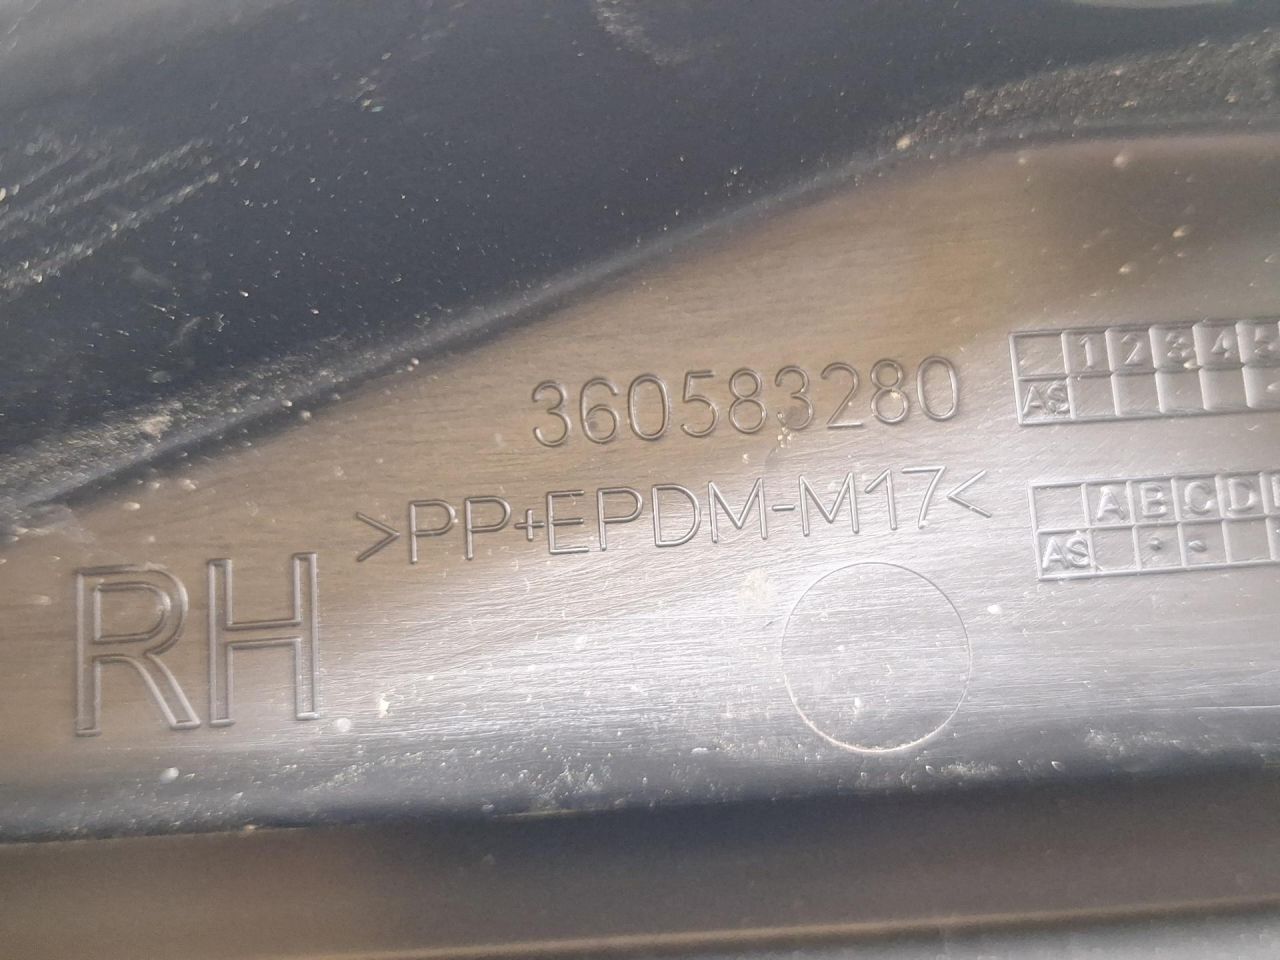 360583280
1 2 3 4 5
AS
>PP+EPDM-M17<
A B C D
AS
RH